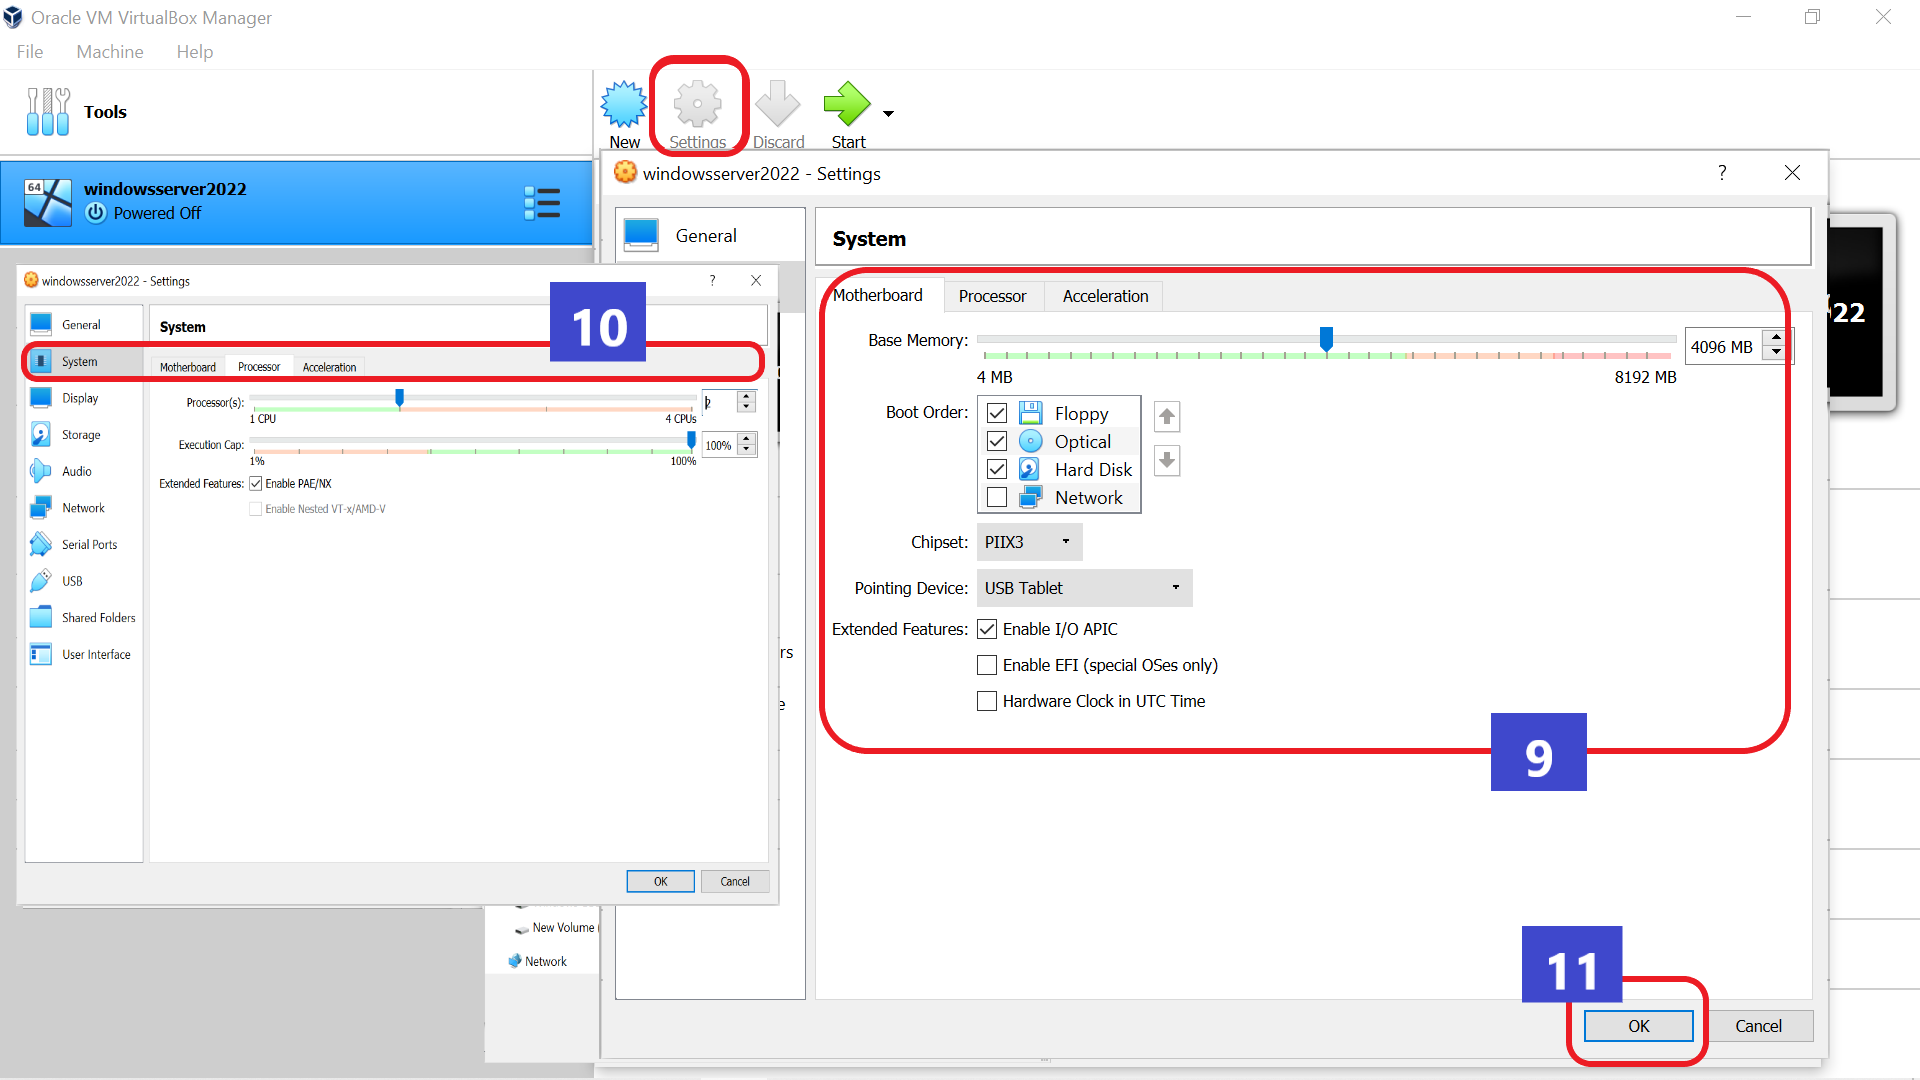 Oracle VM VirtualBox Manager
File Machine Help
Tools
New Settings Discard Start
64
windowsserver2022
Powered Off
windowsserver2022 - Settings
?
General
System
Motherboard Processor Acceleration
Base Memory: 4096 MB
4 MB 8192 MB
Boot Order: Floppy
Optical
Hard Disk
Network
Chipset: PIIX3
Pointing Device: USB Tablet
Extended Features: Enable I/O APIC
Enable EFI (special OSes only)
Hardware Clock in UTC Time
9
11
OK Cancel
22
windowsserver2022 - Settings
?
10
General
System
Display
Storage
Audio
Network
Serial Ports
USB
Shared Folders
User Interface
System
Motherboard Processor Acceleration
Processor(s): 2
1 CPU 4 CPUs
Execution Cap: 100%
1% 100%
Extended Features: Enable PAE/NX
Enable Nested VT-x/AMD-V
OK Cancel
rs
e
New Volume (
Network